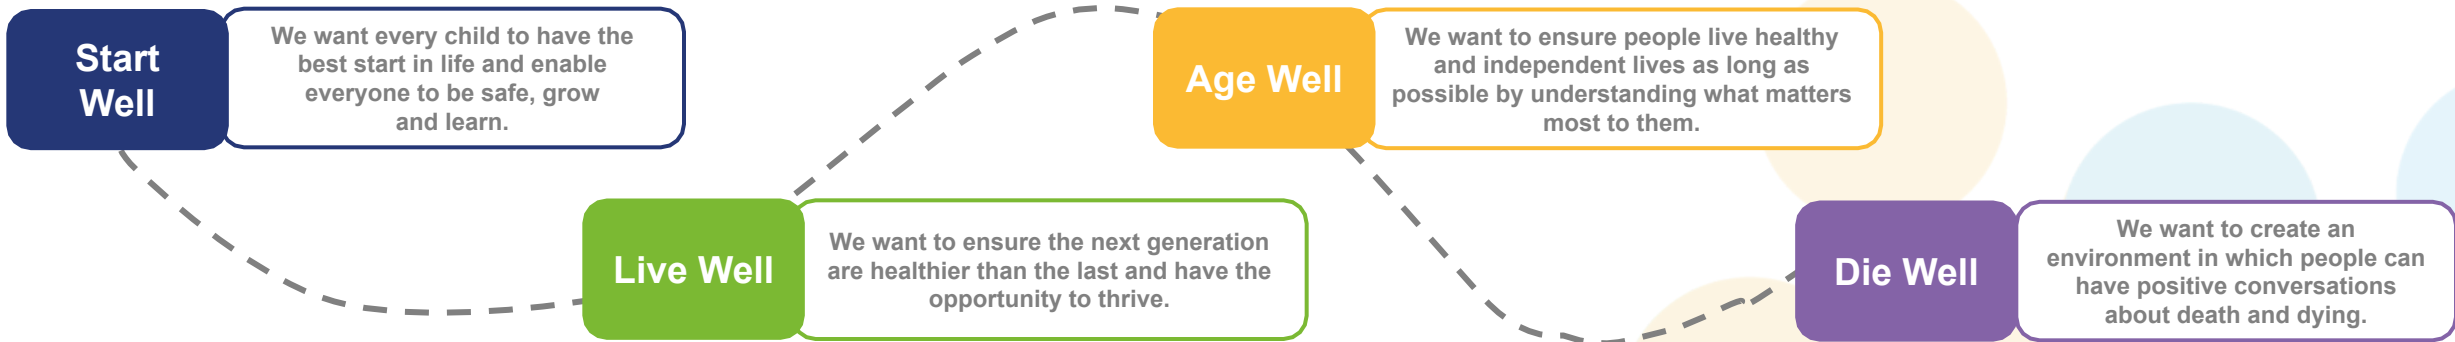 Start
Well
We want every child to have the
best start in life and enable
everyone to be safe, grow
and learn.
Live Well
We want to ensure the next generation
are healthier than the last and have the
opportunity to thrive.
Age Well
We want to ensure people live healthy
and independent lives as long as
possible by understanding what matters
most to them.
Die Well
We want to create an
environment in which people can
have positive conversations
about death and dying.